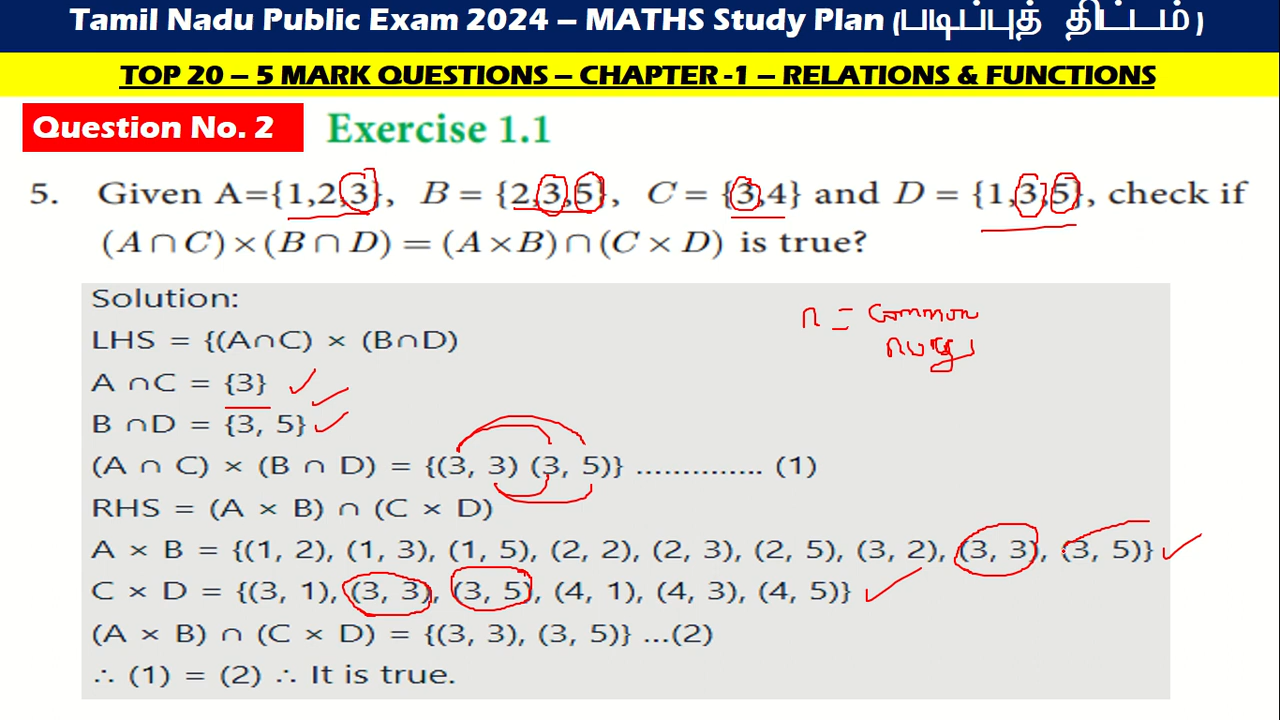 Tamil Nadu Public Exam 2024 – MATHS Study Plan (படிப்புத் திட்டம்)
TOP 20 – 5 MARK QUESTIONS – CHAPTER -1 – RELATIONS & FUNCTIONS
Question No. 2 Exercise 1.1
5. Given A={1,2,3}, B = {2,3,5}, C = {3,4} and D = {1,3,5}, check if
(A ∩ C) × (B ∩ D) = (A × B) ∩ (C × D) is true?
Solution:
∩ = Common
LHS = {(A∩C) × (B∩D)
A ∩C = {3}
B ∩D = {3, 5}
(A ∩ C) × (B ∩ D) = {(3, 3) (3, 5)} .............. (1)
RHS = (A × B) ∩ (C × D)
A × B = {(1, 2), (1, 3), (1, 5), (2, 2), (2, 3), (2, 5), (3, 2), (3, 3), (3, 5)}
C × D = {(3, 1), (3, 3), (3, 5), (4, 1), (4, 3), (4, 5)}
(A × B) ∩ (C × D) = {(3, 3), (3, 5)} ...(2)
∴ (1) = (2) ∴ It is true.